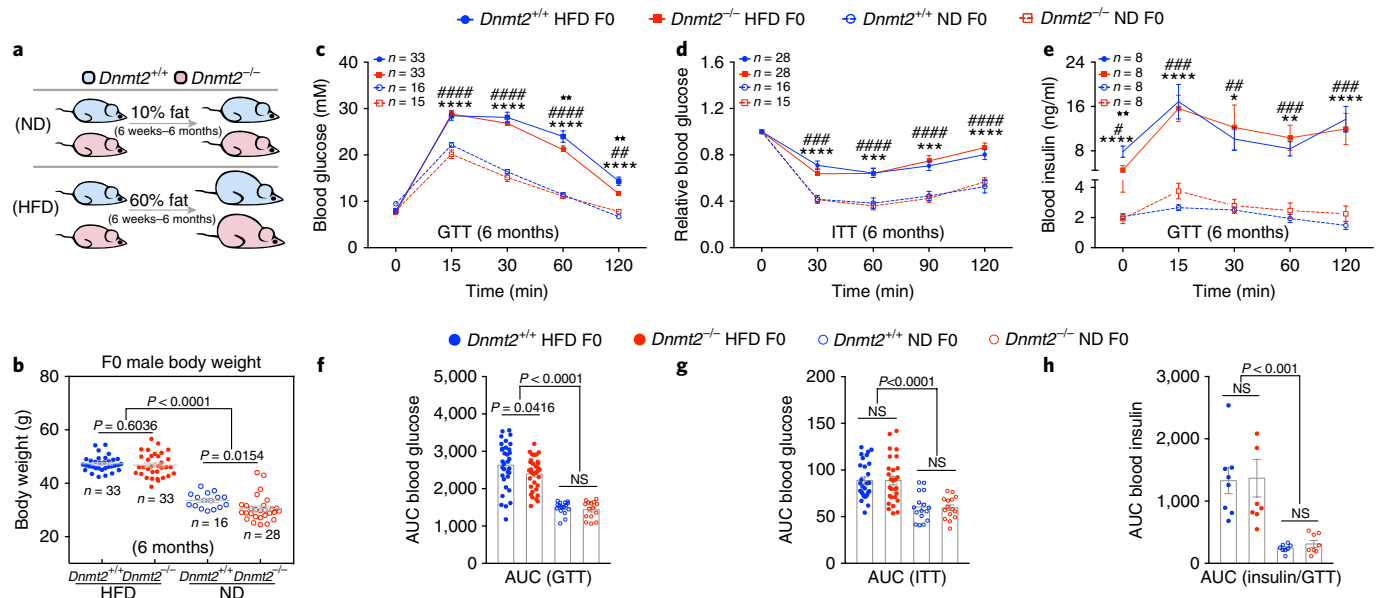 Dnmt2+/+ HFD F0 Dnmt2−/− HFD F0 Dnmt2+/+ ND F0 Dnmt2−/− ND F0
a
Dnmt2+/+ Dnmt2−/−
(ND)
10% fat
(6 weeks–6 months)
(HFD)
60% fat
(6 weeks–6 months)
c
n = 33
n = 33
n = 16
n = 15
Blood glucose (mM)
40
30
20
10
0
####
****
####
****
**
####
****
**
##
****
GTT (6 months)
0 15 30 60 120
Time (min)
d
n = 28
n = 28
n = 16
n = 15
Relative blood glucose
1.6
1.2
0.8
0.4
0.0
###
****
####
***
####
***
####
****
ITT (6 months)
0 30 60 90 120
Time (min)
e
n = 8
n = 8
n = 8
n = 8
Blood insulin (ng/ml)
24
16
8
4
2
0
**
#
****
###
****
##
*
###
**
###
****
GTT (6 months)
0 15 30 60 120
Time (min)
b
F0 male body weight
Body weight (g)
80
60
40
20
P < 0.0001
P = 0.6036
P = 0.0154
n = 33
n = 33
n = 16
n = 28
(6 months)
Dnmt2+/+ Dnmt2−/− Dnmt2+/+ Dnmt2−/−
HFD ND
Dnmt2+/+ HFD F0 Dnmt2−/− HFD F0 Dnmt2+/+ ND F0 Dnmt2−/− ND F0
f
AUC blood glucose
5,000
4,000
3,000
2,000
1,000
0
P < 0.0001
P = 0.0416
NS
AUC (GTT)
g
AUC blood glucose
200
150
100
50
0
P<0.0001
NS
NS
AUC (ITT)
h
AUC blood insulin
3,000
2,000
1,000
0
P < 0.001
NS
NS
AUC (insulin/GTT)